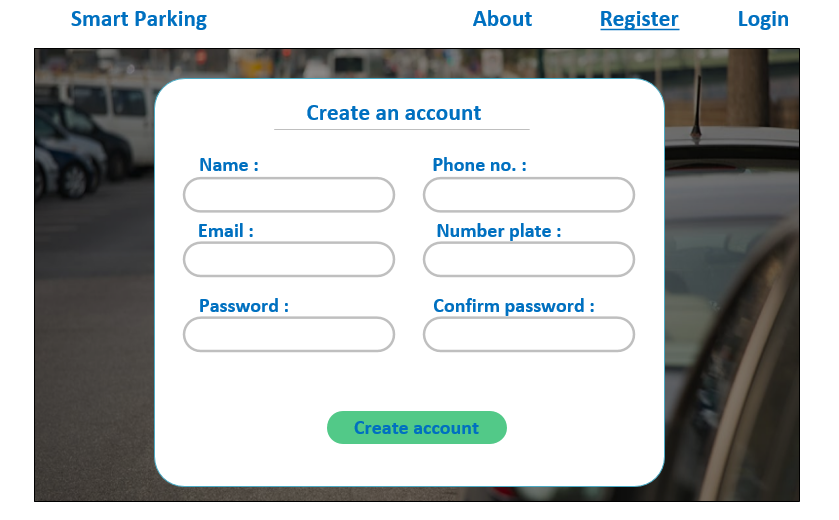 Smart Parking About Register Login
Create an account
Name : Phone no. :
Email : Number plate :
Password : Confirm password :
Create account